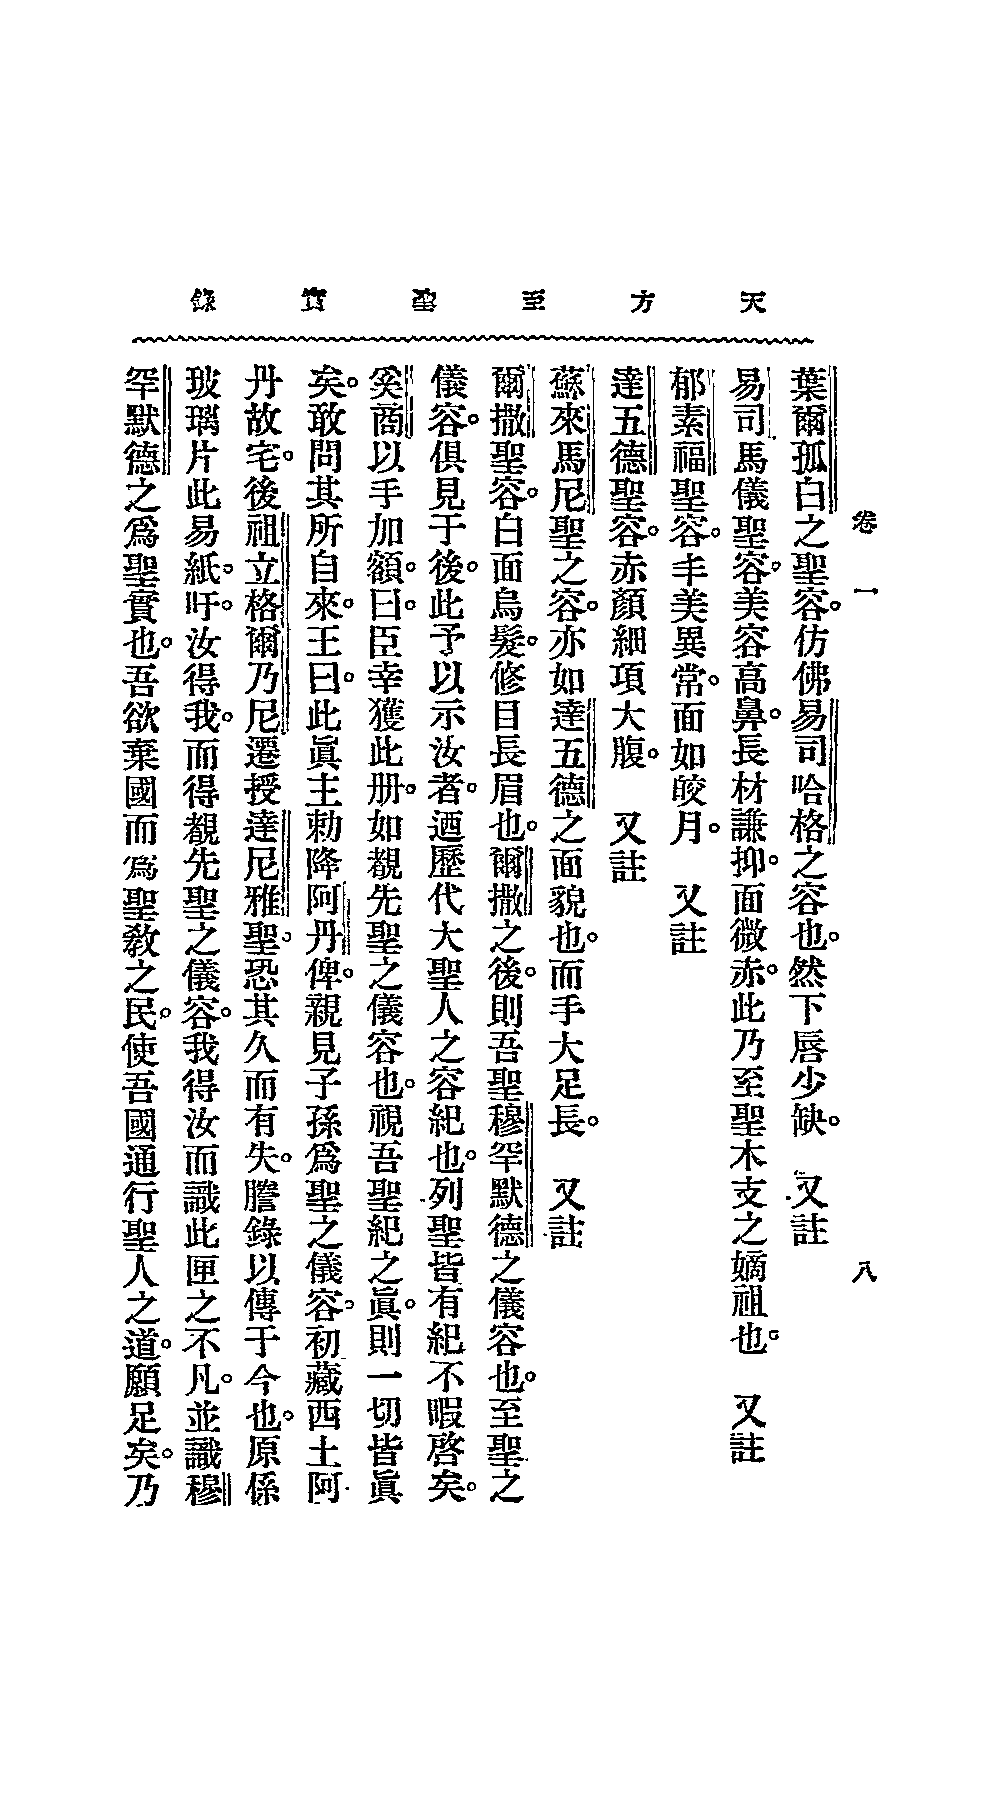 天方至聖實錄
卷一
八
葉爾孤白之聖容。仿佛易司哈格之容也。然下唇少缺。　又註
易司馬儀聖容。美容高鼻。長材謙抑。面微赤。此乃至聖木支之嫡祖也。　又註
郁素福聖容。丰美異常。面如皎月。　又註
達五德聖容。赤顏細項大腹。　又註
蘇來馬尼聖之容。亦如達五德之面貌也。而手大足長。　又註
爾撒聖容。白面烏髮。修目長眉也。爾撒之後。則吾聖穆罕默德之儀容也。至聖之
儀容。俱見于後。此予以示汝者。迺歷代大聖人之容紀也。列聖皆有紀不暇啓矣。
奚商以手加額。曰。臣幸獲此册。如覩先聖之儀容也。視吾聖紀之眞。則一切皆眞
矣。敢問其所自來。王曰。此眞主勅降阿丹。俾親見子孫爲聖之儀容。初藏西土阿
丹故宅。後祖立格爾乃尼遷授達尼雅聖。恐其久而有失。謄錄以傳于今也。原係
玻璃片此易紙。吁。汝得我。而得覩先聖之儀容。我得汝而識此匣之不凡。並識穆
罕默德之爲聖實也。吾欲棄國而爲聖敎之民。使吾國通行聖人之道。願足矣。乃